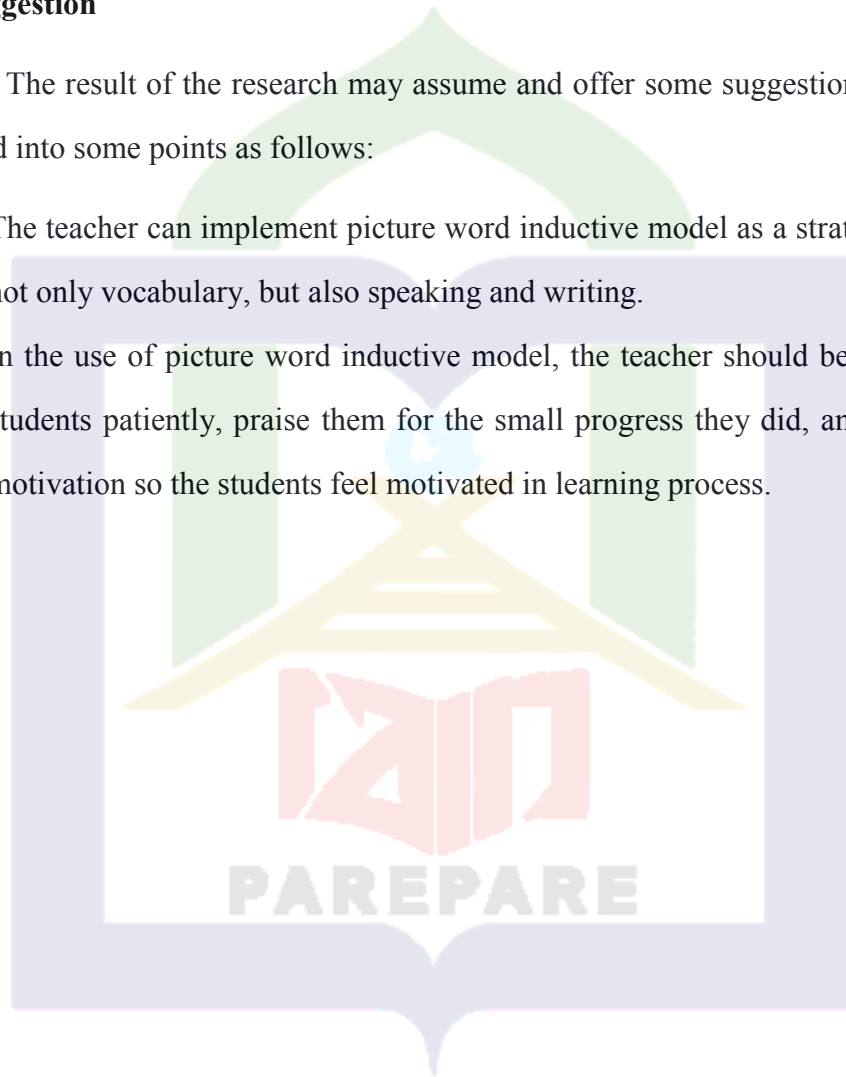 ggestion
The result of the research may assume and offer some suggestion
d into some points as follows:
The teacher can implement picture word inductive model as a strat
not only vocabulary, but also speaking and writing.
n the use of picture word inductive model, the teacher should be
students patiently, praise them for the small progress they did, an
motivation so the students feel motivated in learning process.
iain
PAREPARE